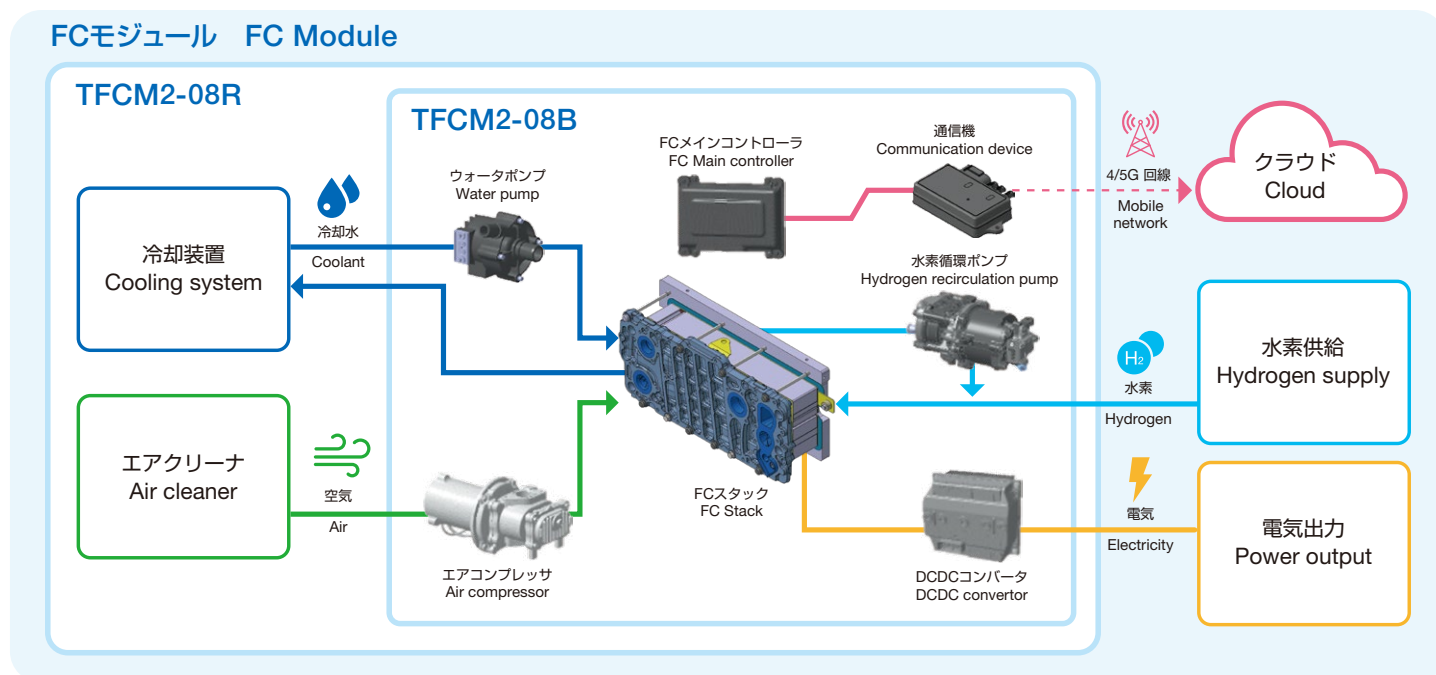 FCモジュール FC Module
TFCM2-08R
TFCM2-08B
冷却装置
Cooling system
冷却水
Coolant
ウォータポンプ
Water pump
FCメインコントローラ
FC Main controller
通信機
Communication device
4/5G 回線
Mobile
network
クラウド
Cloud
水素循環ポンプ
Hydrogen recirculation pump
H2
水素
Hydrogen
水素供給
Hydrogen supply
エアクリーナ
Air cleaner
空気
Air
エアコンプレッサ
Air compressor
FCスタック
FC Stack
DCDCコンバータ
DCDC convertor
電気
Electricity
電気出力
Power output